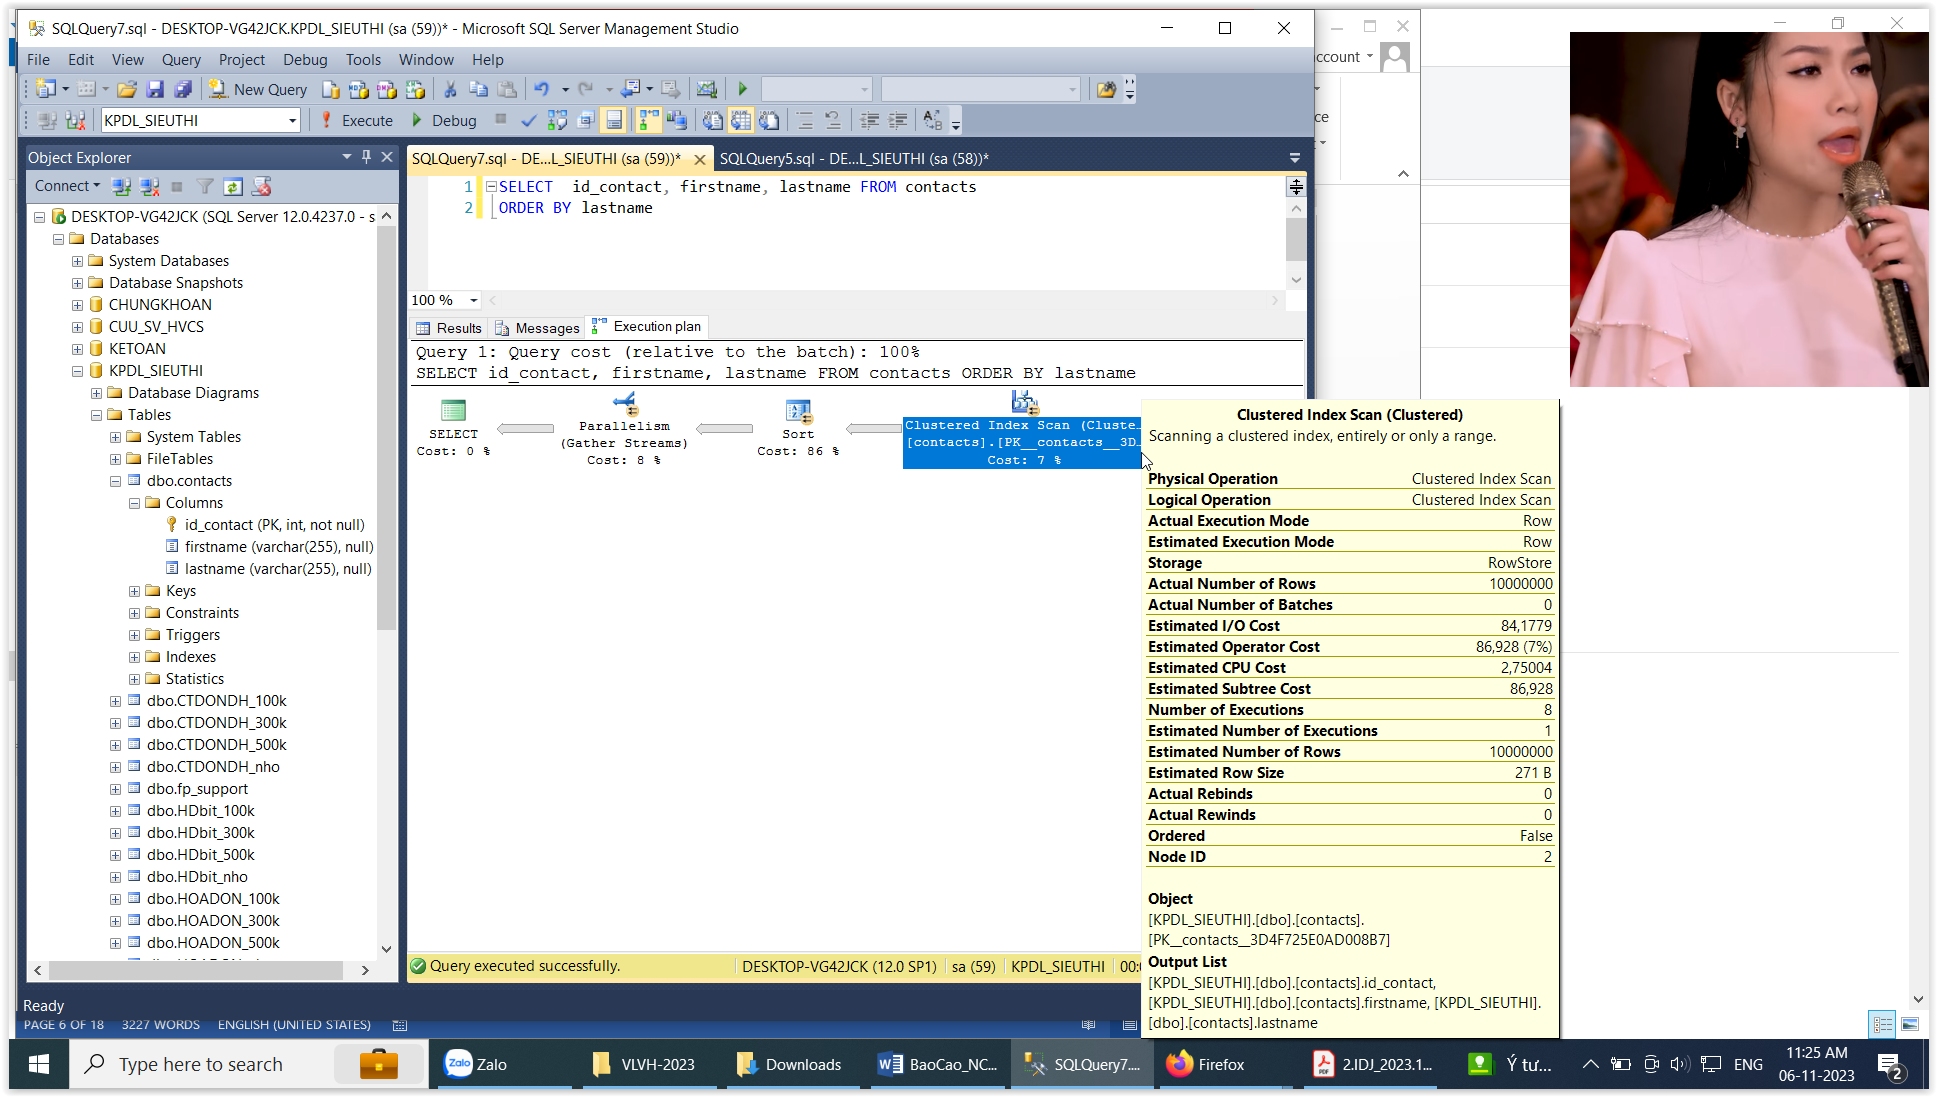 SQLQuery7.sql - DESKTOP-VG42JCK.KPDL_SIEUTHI (sa (59))* - Microsoft SQL Server Management Studio
File Edit View Query Project Debug Tools Window Help
New Query
KPDL_SIEUTHI Execute Debug
Object Explorer
Connect
DESKTOP-VG42JCK (SQL Server 12.0.4237.0 - s
Databases
System Databases
Database Snapshots
CHUNGKHOAN
CUU_SV_HVCS
KETOAN
KPDL_SIEUTHI
Database Diagrams
Tables
System Tables
FileTables
dbo.contacts
Columns
id_contact (PK, int, not null)
firstname (varchar(255), null)
lastname (varchar(255), null)
Keys
Constraints
Triggers
Indexes
Statistics
dbo.CTDONDH_100k
dbo.CTDONDH_300k
dbo.CTDONDH_500k
dbo.CTDONDH_nho
dbo.fp_support
dbo.HDbit_100k
dbo.HDbit_300k
dbo.HDbit_500k
dbo.HDbit_nho
dbo.HOADON_100k
dbo.HOADON_300k
dbo.HOADON_500k
SQLQuery7.sql - DE...L_SIEUTHI (sa (59))* SQLQuery5.sql - DE...L_SIEUTHI (sa (58))*
1 SELECT id_contact, firstname, lastname FROM contacts
2 ORDER BY lastname
100 %
Results Messages Execution plan
Query 1: Query cost (relative to the batch): 100%
SELECT id_contact, firstname, lastname FROM contacts ORDER BY lastname
SELECT
Cost: 0 %
Parallelism
(Gather Streams)
Cost: 8 %
Sort
Cost: 86 %
Clustered Index Scan (Cluste…
[contacts].[PK__contacts__3D…
Cost: 7 %
Clustered Index Scan (Clustered)
Scanning a clustered index, entirely or only a range.
Physical Operation Clustered Index Scan
Logical Operation Clustered Index Scan
Actual Execution Mode Row
Estimated Execution Mode Row
Storage RowStore
Actual Number of Rows 10000000
Actual Number of Batches 0
Estimated I/O Cost 84,1779
Estimated Operator Cost 86,928 (7%)
Estimated CPU Cost 2,75004
Estimated Subtree Cost 86,928
Number of Executions 8
Estimated Number of Executions 1
Estimated Number of Rows 10000000
Estimated Row Size 271 B
Actual Rebinds 0
Actual Rewinds 0
Ordered False
Node ID 2
Object
[KPDL_SIEUTHI].[dbo].[contacts].
[PK__contacts__3D4F725E0AD008B7]
Output List
[KPDL_SIEUTHI].[dbo].[contacts].id_contact,
[KPDL_SIEUTHI].[dbo].[contacts].firstname, [KPDL_SIEUTHI].
[dbo].[contacts].lastname
Query executed successfully. DESKTOP-VG42JCK (12.0 SP1) sa (59) KPDL_SIEUTHI 00:
Ready
PAGE 6 OF 18 3227 WORDS ENGLISH (UNITED STATES)
ccount
ce
Type here to search
Zalo Zalo
VLVH-2023
Downloads
BaoCao_NC...
SQLQuery7....
Firefox
2.IDJ_2023.1...
Ý tư...
ENG
11:25 AM
06-11-2023
2